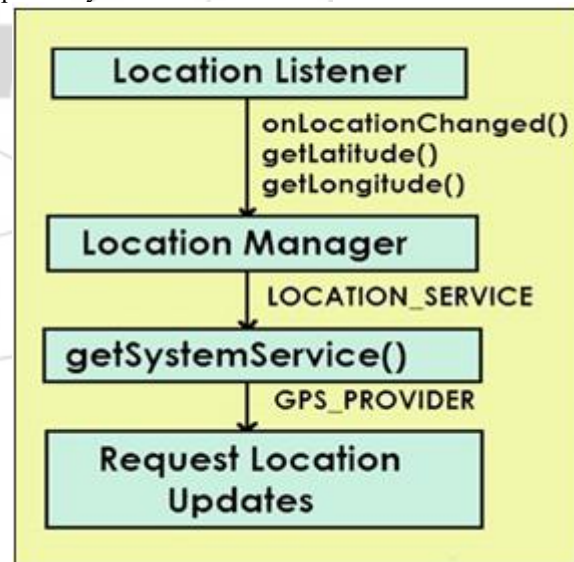 Location Listener
onLocationChanged()
getLatitude()
getLongitude()
Location Manager
LOCATION_SERVICE
getSystemService()
GPS_PROVIDER
Request Location
Updates